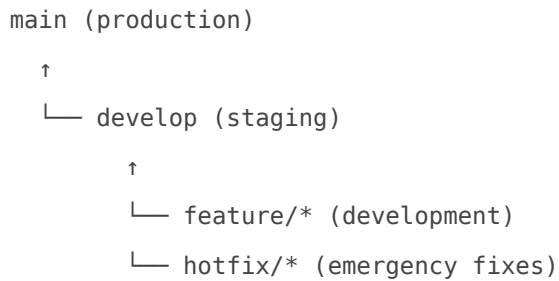 main (production)
  ↑
  └── develop (staging)
        ↑
        └── feature/* (development)
        └── hotfix/* (emergency fixes)